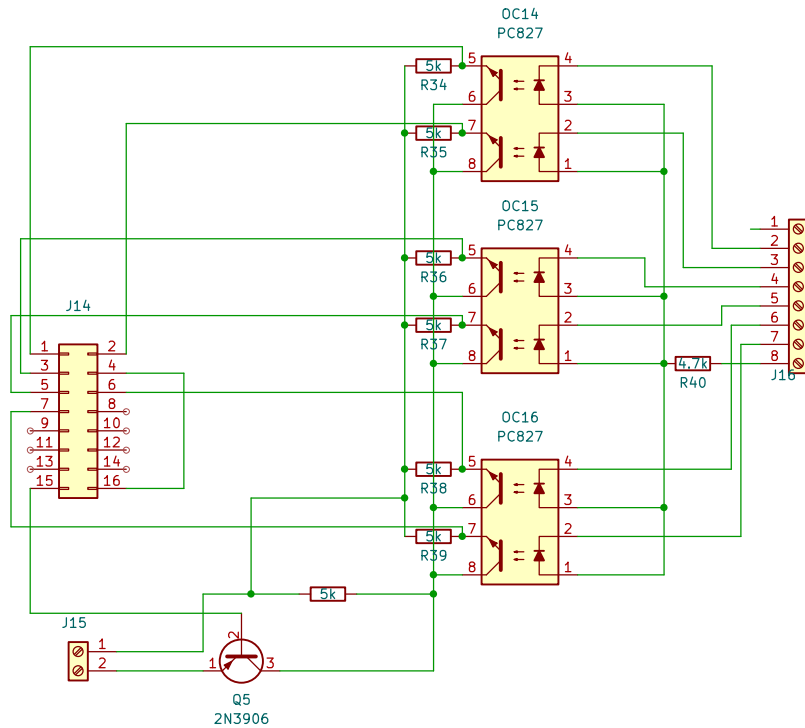 OC14
PC827
5 4
5k
R34
6 3
7 2
5k
R35
8 1
OC15
PC827
5 4
5k
R36
6 3
7 2
5k
R37
8 1
4.7k
R40
1
2
3
4
5
6
7
8
J16
J14
1 2
3 4
5 6
7 8
9 10
11 12
13 14
15 16
OC16
PC827
5 4
5k
R38
6 3
7 2
5k
R39
8 1
5k
J15
1
2
2
1 3
Q5
2N3906